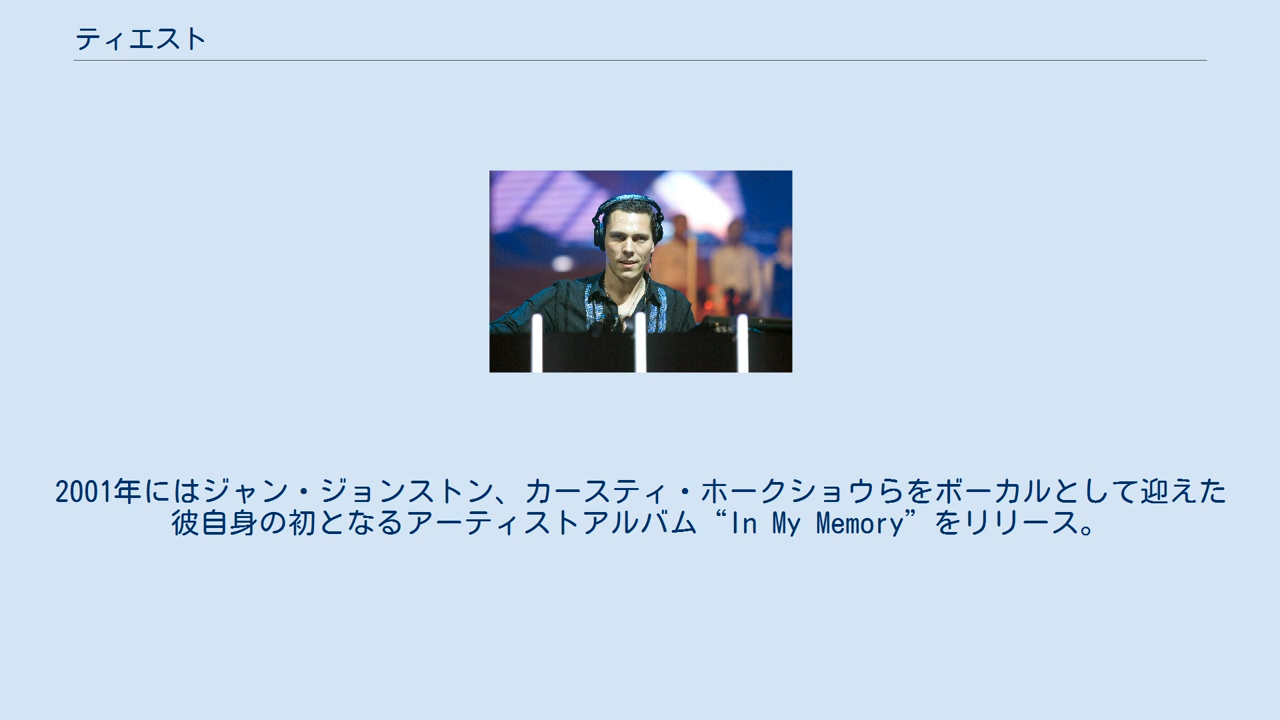 ティエスト
2001年にはジャン・ジョンストン、カースティ・ホークショウらをボーカルとして迎えた
彼自身の初となるアーティストアルバム“In My Memory”をリリース。